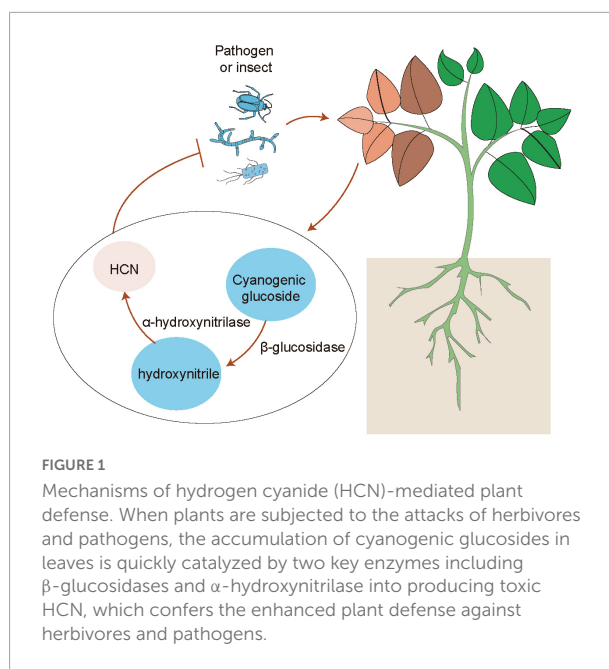 Pathogen
or insect
HCN
Cyanogenic
glucoside
α-hydroxynitrilase
β-glucosidase
hydroxynitrile
FIGURE 1
Mechanisms of hydrogen cyanide (HCN)-mediated plant
defense. When plants are subjected to the attacks of herbivores
and pathogens, the accumulation of cyanogenic glucosides in
leaves is quickly catalyzed by two key enzymes including
β-glucosidases and α-hydroxynitrilase into producing toxic
HCN, which confers the enhanced plant defense against
herbivores and pathogens.